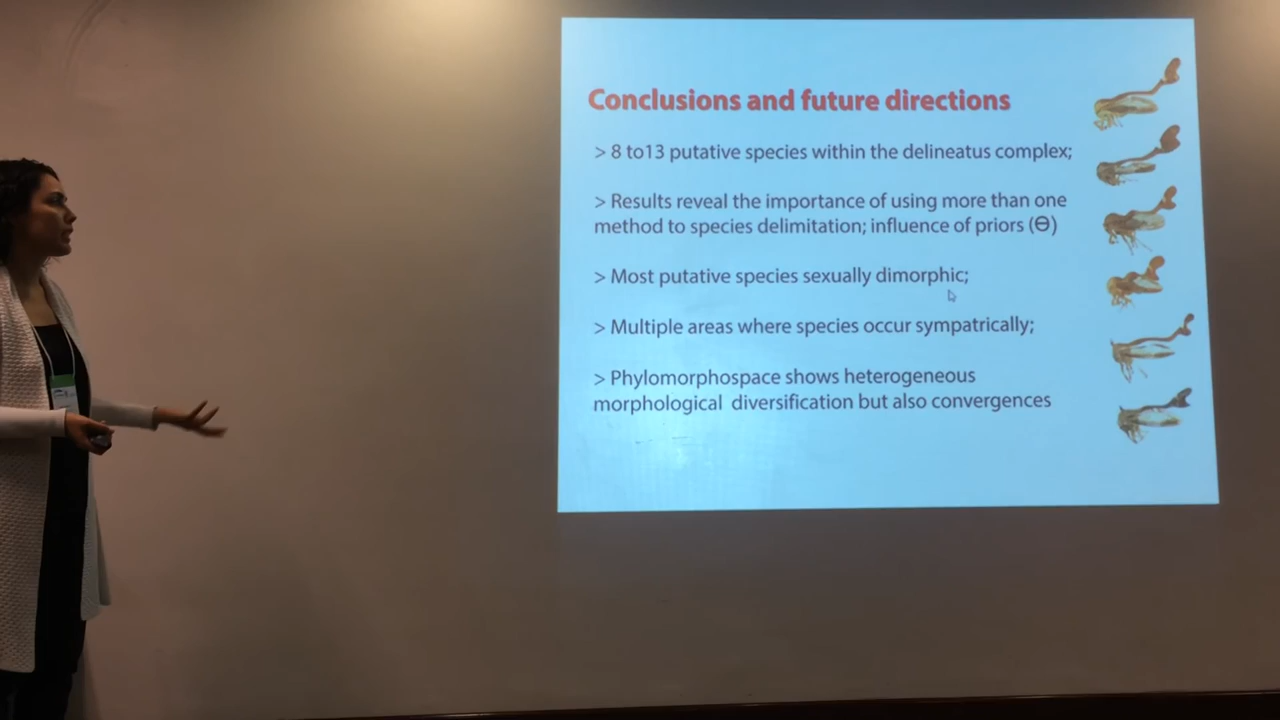 Conclusions and future directions
> 8 to13 putative species within the delineatus complex;
> Results reveal the importance of using more than one
method to species delimitation; influence of priors (Θ)
> Most putative species sexually dimorphic;
> Multiple areas where species occur sympatrically;
> Phylomorphospace shows heterogeneous
morphological diversification but also convergences